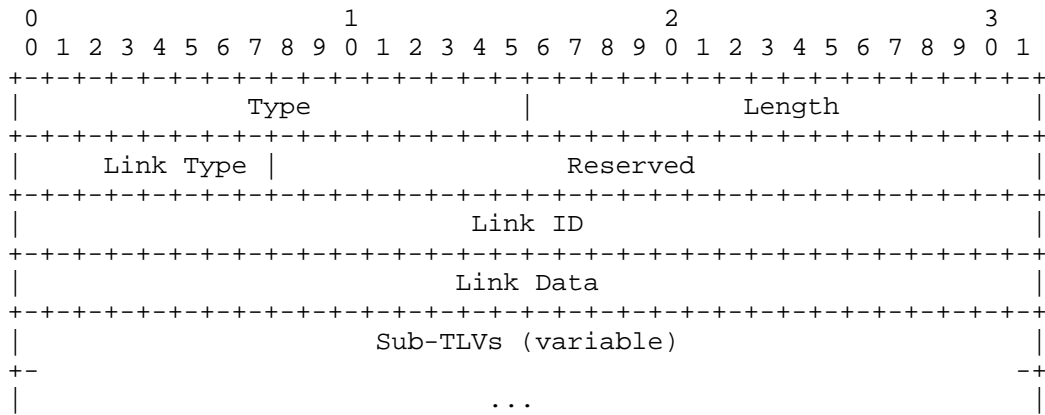 0                   1                   2                   3
 0 1 2 3 4 5 6 7 8 9 0 1 2 3 4 5 6 7 8 9 0 1 2 3 4 5 6 7 8 9 0 1
+-+-+-+-+-+-+-+-+-+-+-+-+-+-+-+-+-+-+-+-+-+-+-+-+-+-+-+-+-+-+-+-+
|              Type             |             Length            |
+-+-+-+-+-+-+-+-+-+-+-+-+-+-+-+-+-+-+-+-+-+-+-+-+-+-+-+-+-+-+-+-+
|     Link Type |                  Reserved                     |
+-+-+-+-+-+-+-+-+-+-+-+-+-+-+-+-+-+-+-+-+-+-+-+-+-+-+-+-+-+-+-+-+
|                            Link ID                            |
+-+-+-+-+-+-+-+-+-+-+-+-+-+-+-+-+-+-+-+-+-+-+-+-+-+-+-+-+-+-+-+-+
|                           Link Data                           |
+-+-+-+-+-+-+-+-+-+-+-+-+-+-+-+-+-+-+-+-+-+-+-+-+-+-+-+-+-+-+-+-+
|                      Sub-TLVs (variable)                      |
+-                                                             -+
|                             ...                               |